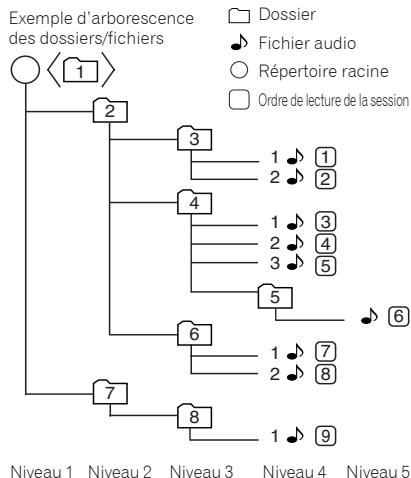 Exemple d'arborescence
des dossiers/fichiers
Dossier
Fichier audio
Répertoire racine
Ordre de lecture de la session
1
2
3
1 1
2 2
4
1 3
2 4
3 5
5
6
6
1 7
2 8
7
8
1 9
Niveau 1 Niveau 2 Niveau 3 Niveau 4 Niveau 5